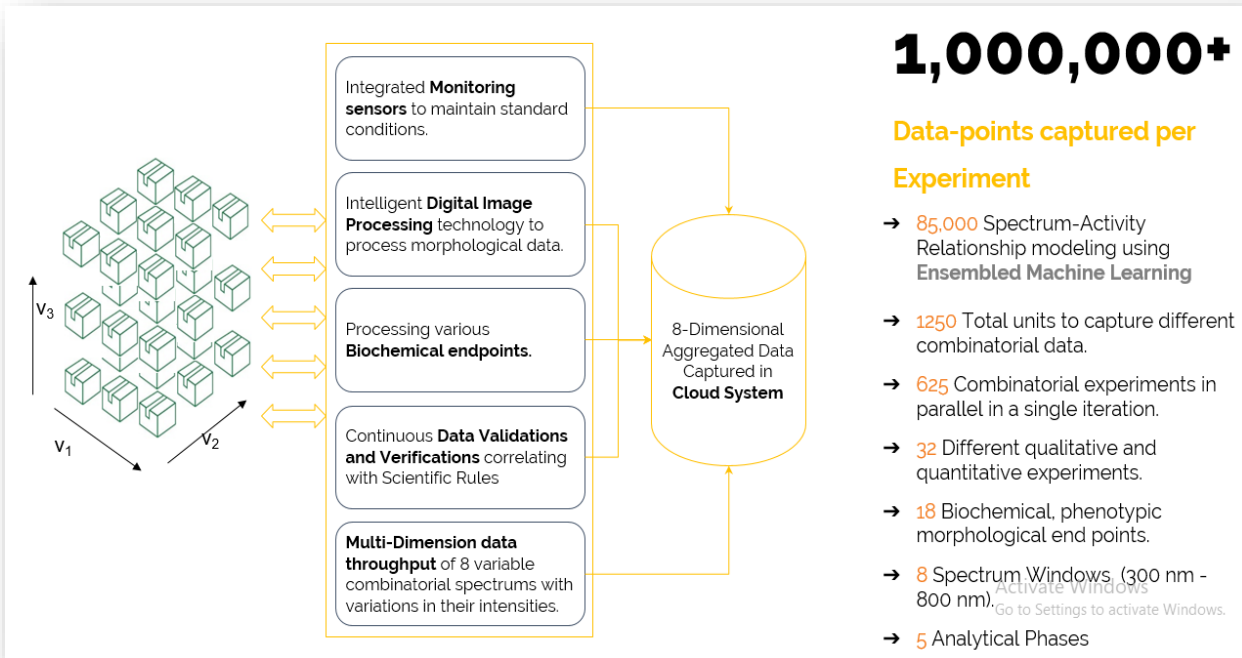 Integrated Monitoring
sensors to maintain standard
conditions.
Intelligent Digital Image
Processing technology to
process morphological data.
Processing various
Biochemical endpoints.
Continuous Data Validations
and Verifications correlating
with Scientific Rules
Multi-Dimension data
throughput of 8 variable
combinatorial spectrums with
variations in their intensities.
V3
V1
V2
8-Dimensional
Aggregated Data
Captured in
Cloud System
1,000,000+
Data-points captured per
Experiment
➔ 85,000 Spectrum-Activity
Relationship modeling using
Ensembled Machine Learning
➔ 1250 Total units to capture different
combinatorial data.
➔ 625 Combinatorial experiments in
parallel in a single iteration.
➔ 32 Different qualitative and
quantitative experiments.
➔ 18 Biochemical, phenotypic
morphological end points.
➔ 8 Spectrum Windows (300 nm -
800 nm).
➔ 5 Analytical Phases
Activate Windows
Go to Settings to activate Windows.